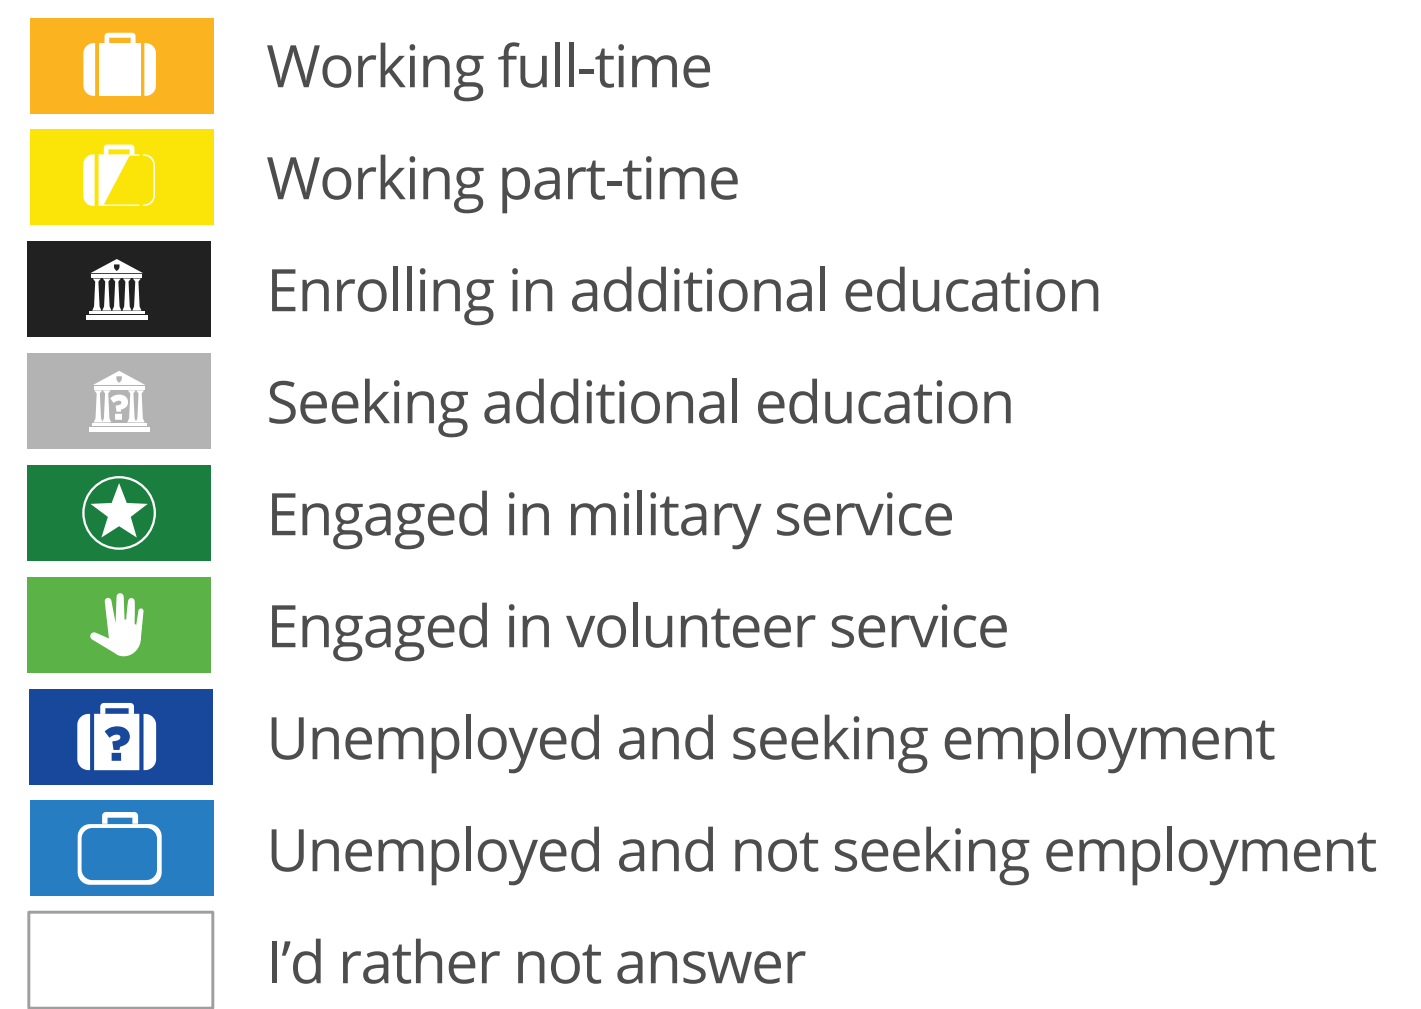 Working full-time
Working part-time
Enrolling in additional education
Seeking additional education
?
Engaged in military service
Engaged in volunteer service
Unemployed and seeking employment
?
Unemployed and not seeking employment
I’d rather not answer